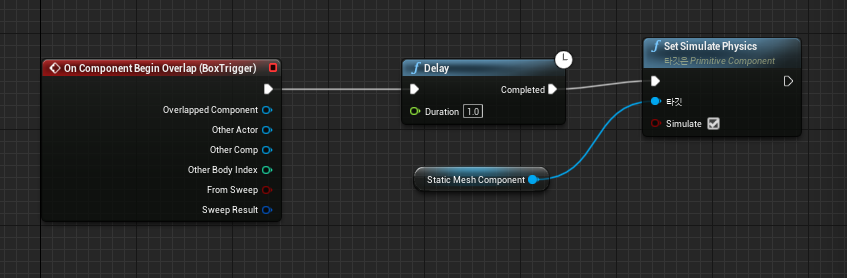 On Component Begin Overlap (BoxTrigger)
Overlapped Component
Other Actor
Other Comp
Other Body Index
From Sweep
Sweep Result
Delay
Completed
Duration 1.0
Static Mesh Component
Set Simulate Physics
타깃은 Primitive Component
타깃
Simulate